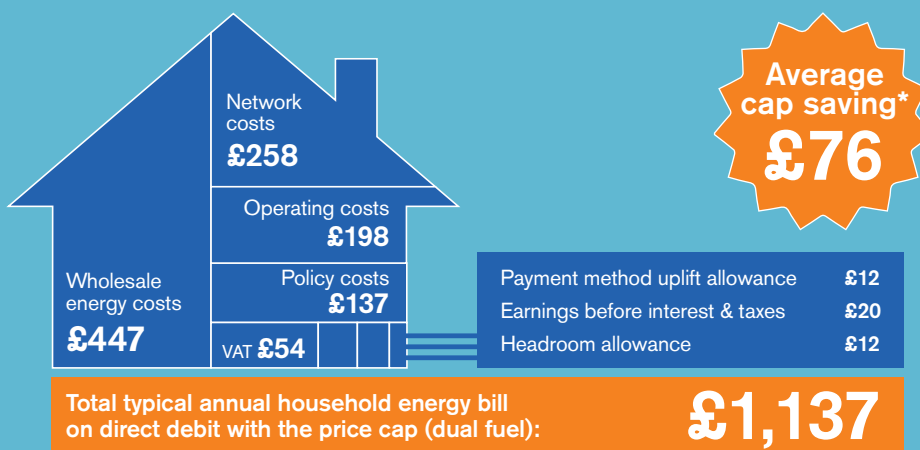 Average
cap saving*
£76
Network
costs
£258
Operating costs
£198
Wholesale
energy costs
£447
Policy costs
£137
VAT £54
Payment method uplift allowance £12
Earnings before interest & taxes £20
Headroom allowance £12
Total typical annual household energy bill
on direct debit with the price cap (dual fuel):
£1,137